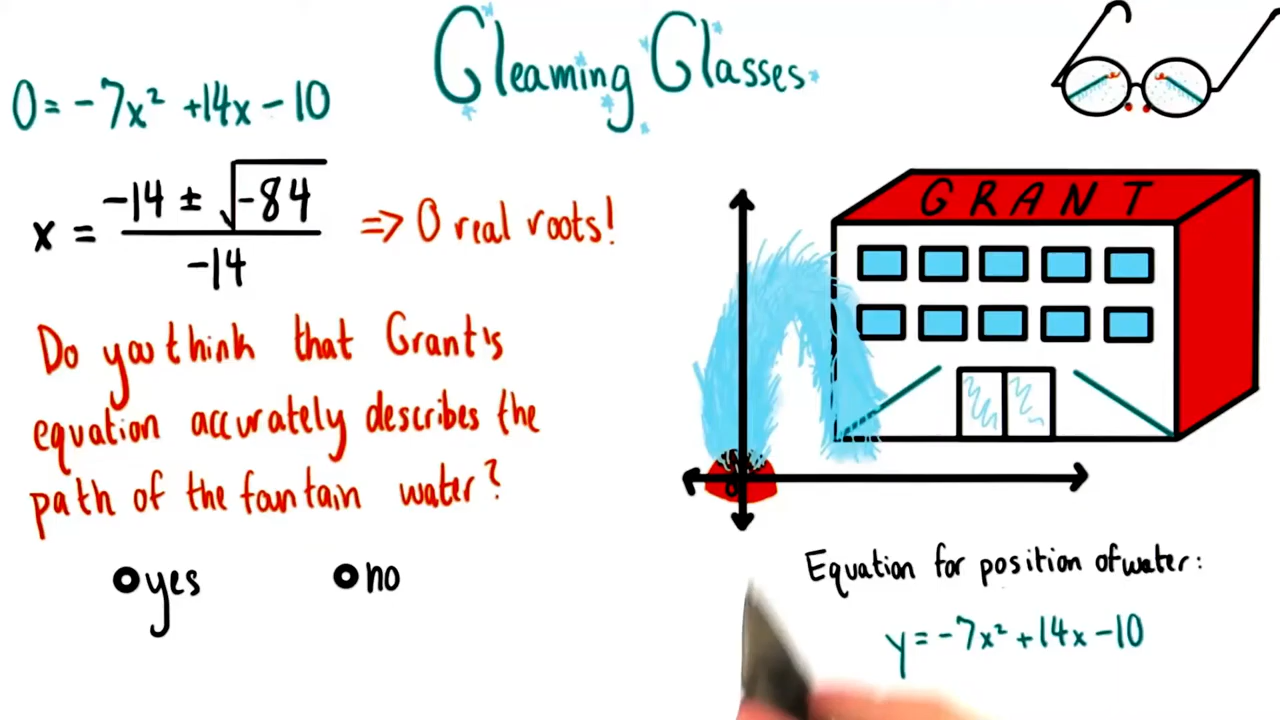 Gleaming Glasses
0 = -7x² + 14x - 10
x = (-14 ± √-84) / -14 => 0 real roots!
Do you think that Grant's
equation accurately describes the
path of the fountain water?
yes no
GRANT
0
Equation for position of water:
y = -7x² + 14x - 10